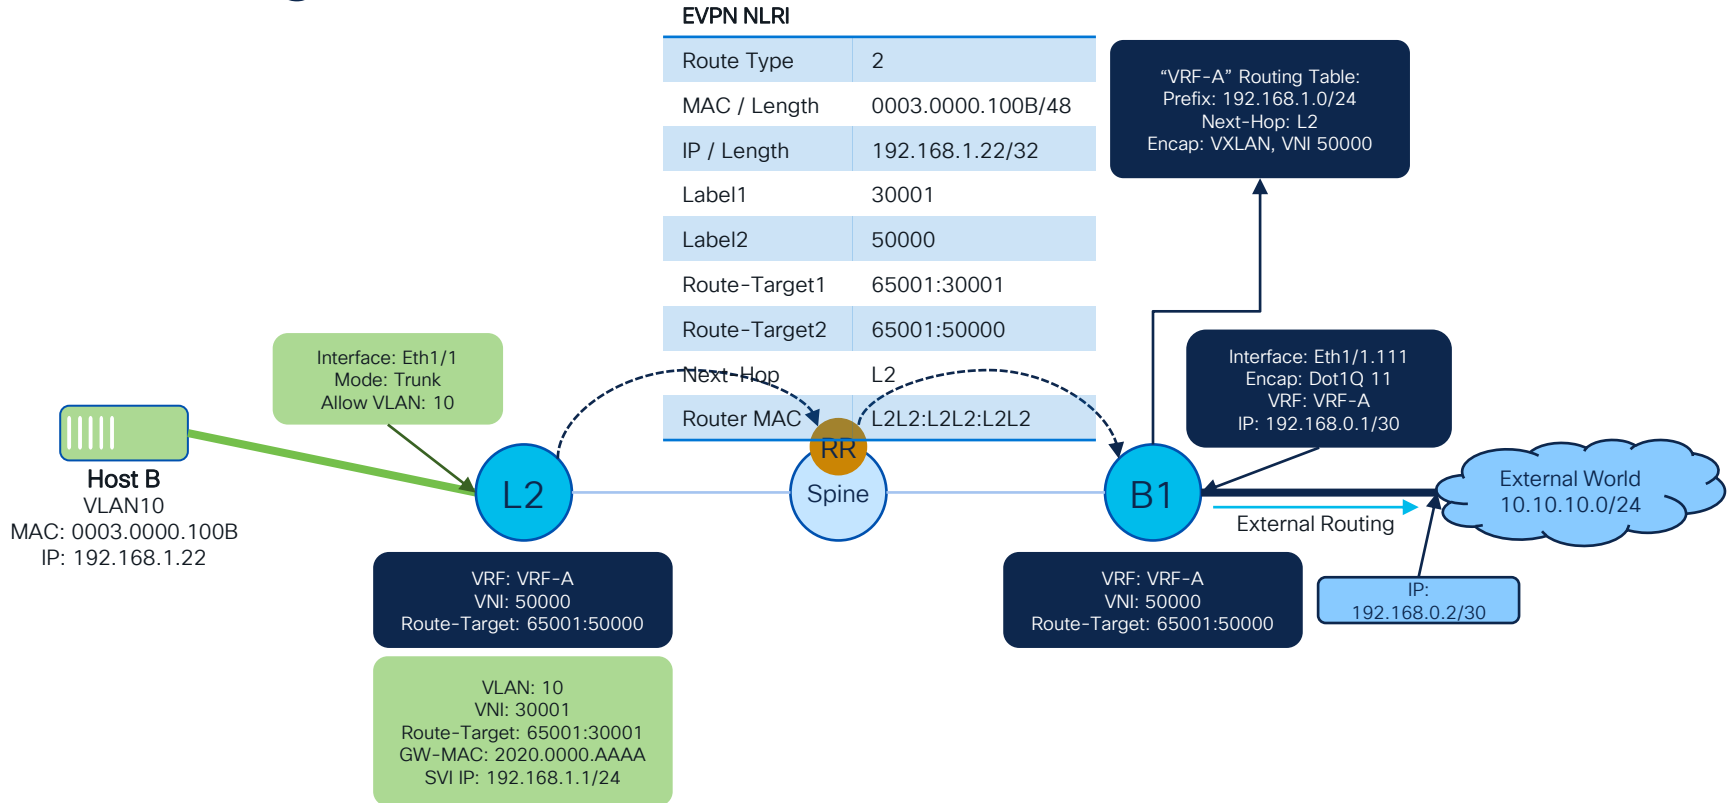 EVPN NLRI
Route Type 2
MAC / Length 0003.0000.100B/48
IP / Length 192.168.1.22/32
Label1 30001
Label2 50000
Route-Target1 65001:30001
Route-Target2 65001:50000
Next-Hop L2
Router MAC L2L2:L2L2:L2L2
“VRF-A” Routing Table:
Prefix: 192.168.1.0/24
Next-Hop: L2
Encap: VXLAN, VNI 50000
Interface: Eth1/1
Mode: Trunk
Allow VLAN: 10
Interface: Eth1/1.111
Encap: Dot1Q 11
VRF: VRF-A
IP: 192.168.0.1/30
Host B
VLAN10
MAC: 0003.0000.100B
IP: 192.168.1.22
L2
RR
Spine
B1
External Routing
External World
10.10.10.0/24
IP:
192.168.0.2/30
VRF: VRF-A
VNI: 50000
Route-Target: 65001:50000
VRF: VRF-A
VNI: 50000
Route-Target: 65001:50000
VLAN: 10
VNI: 30001
Route-Target: 65001:30001
GW-MAC: 2020.0000.AAAA
SVI IP: 192.168.1.1/24